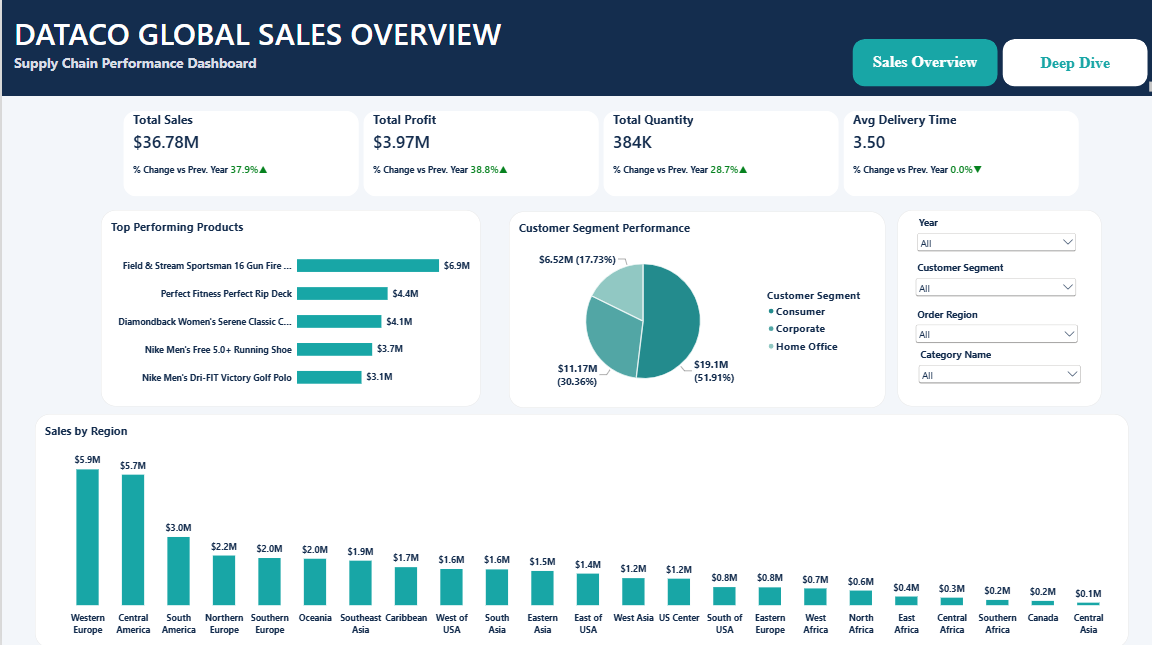 DATACO GLOBAL SALES OVERVIEW
Supply Chain Performance Dashboard
Sales Overview
Deep Dive
Total Sales
$36.78M
% Change vs Prev. Year 37.9%▲
Total Profit
$3.97M
% Change vs Prev. Year 38.8%▲
Total Quantity
384K
% Change vs Prev. Year 28.7%▲
Avg Delivery Time
3.50
% Change vs Prev. Year 0.0%▼
Top Performing Products
Field & Stream Sportsman 16 Gun Fire ... $6.9M
Perfect Fitness Perfect Rip Deck $4.4M
Diamondback Women's Serene Classic C... $4.1M
Nike Men's Free 5.0+ Running Shoe $3.7M
Nike Men's Dri-FIT Victory Golf Polo $3.1M
Customer Segment Performance
$6.52M (17.73%)
$11.17M
(30.36%)
$19.1M
(51.91%)
Customer Segment
Consumer
Corporate
Home Office
Year
All
Customer Segment
All
Order Region
All
Category Name
All
Sales by Region
$5.9M
$5.7M
$3.0M
$2.2M
$2.0M
$2.0M
$1.9M
$1.7M
$1.6M
$1.6M
$1.5M
$1.4M
$1.2M
$1.2M
$0.8M
$0.8M
$0.7M
$0.6M
$0.4M
$0.3M
$0.2M
$0.2M
$0.1M
Western
Europe
Central
America
South
America
Northern
Europe
Southern
Europe
Oceania
Southeast
Asia
Caribbean
West of
USA
South
Asia
Eastern
Asia
East of
USA
West Asia
US Center
South of
USA
Eastern
Europe
West
Africa
North
Africa
East
Africa
Central
Africa
Southern
Africa
Canada
Central
Asia